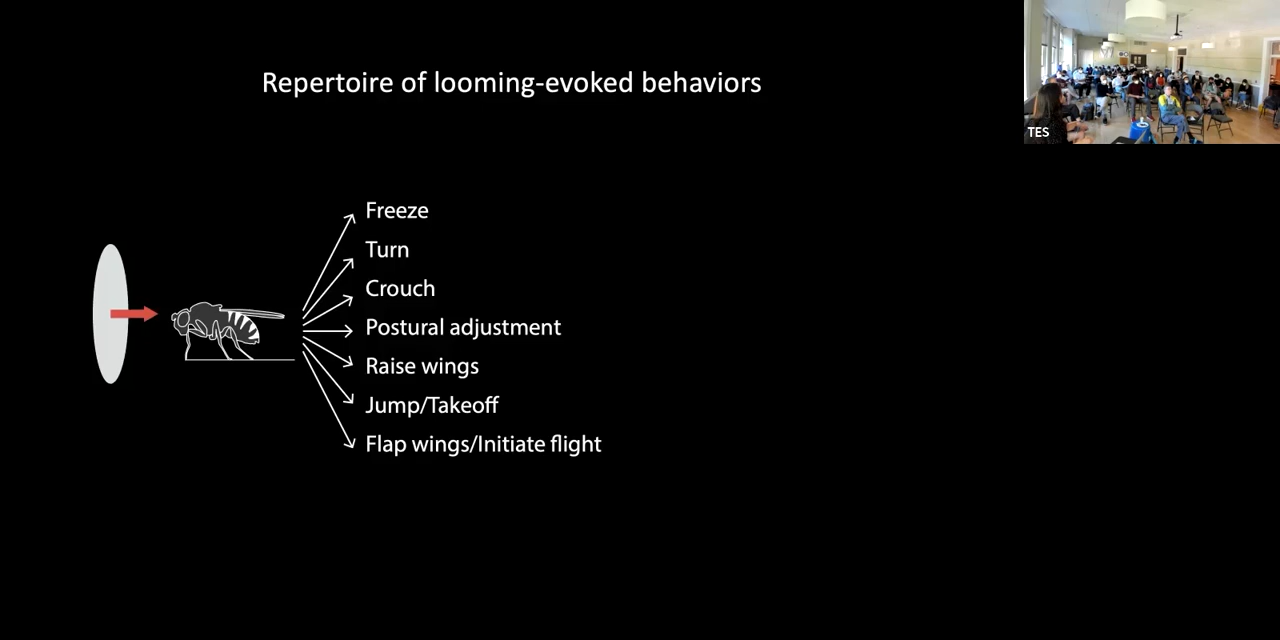 Repertoire of looming-evoked behaviors
TES
Freeze
Turn
Crouch
Postural adjustment
Raise wings
Jump/Takeoff
Flap wings/Initiate flight